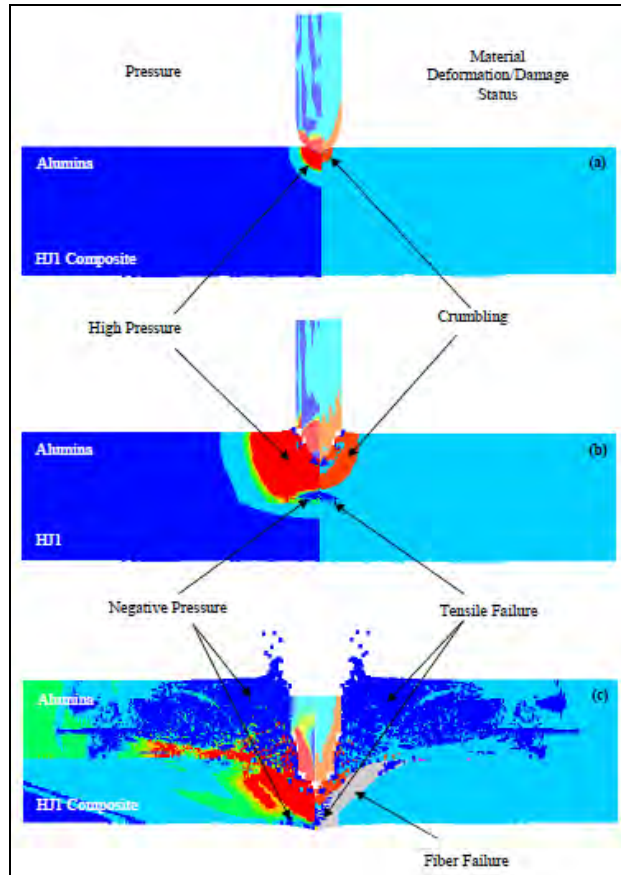 Pressure
Material
Deformation/Damage
Status
Alumina
(a)
HJ1 Composite
High Pressure
Crumbling
Alumina
(b)
HJ1
Negative Pressure
Tensile Failure
Alumina
(c)
HJ1 Composite
Fiber Failure